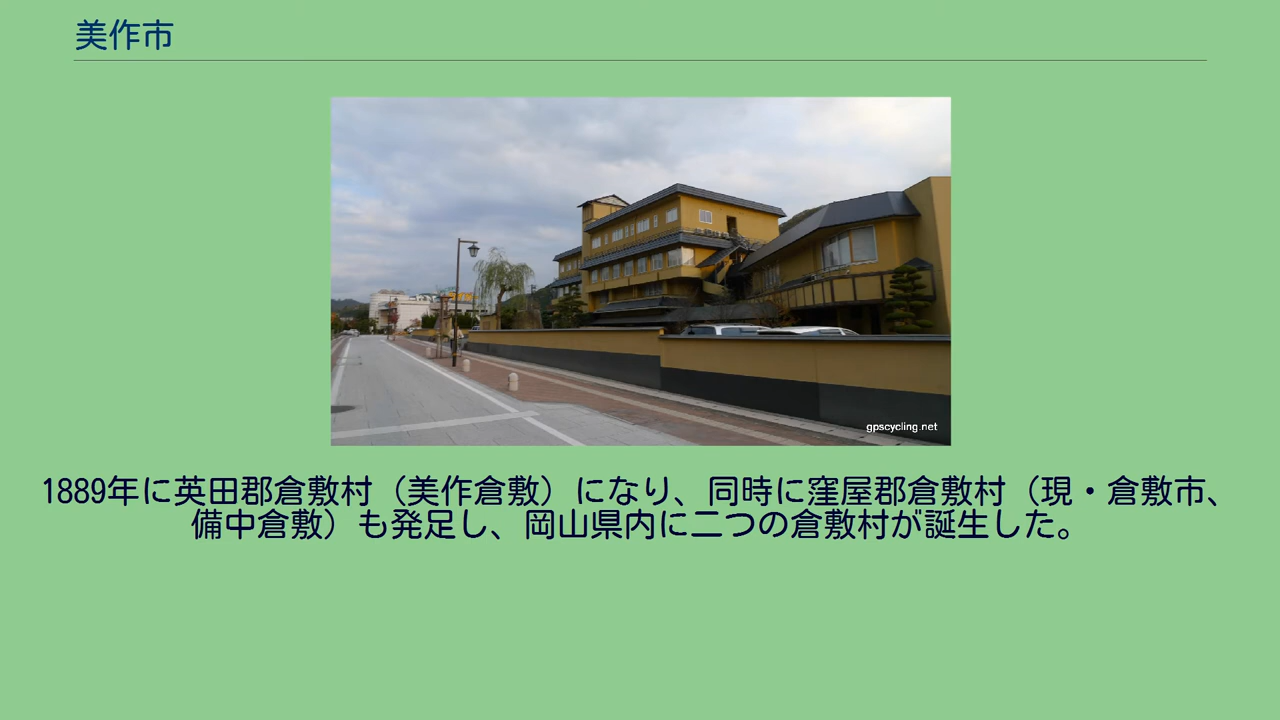 美作市
gpscycling.net
1889年に英田郡倉敷村（美作倉敷）になり、同時に窪屋郡倉敷村（現・倉敷市、
備中倉敷）も発足し、岡山県内に二つの倉敷村が誕生した。